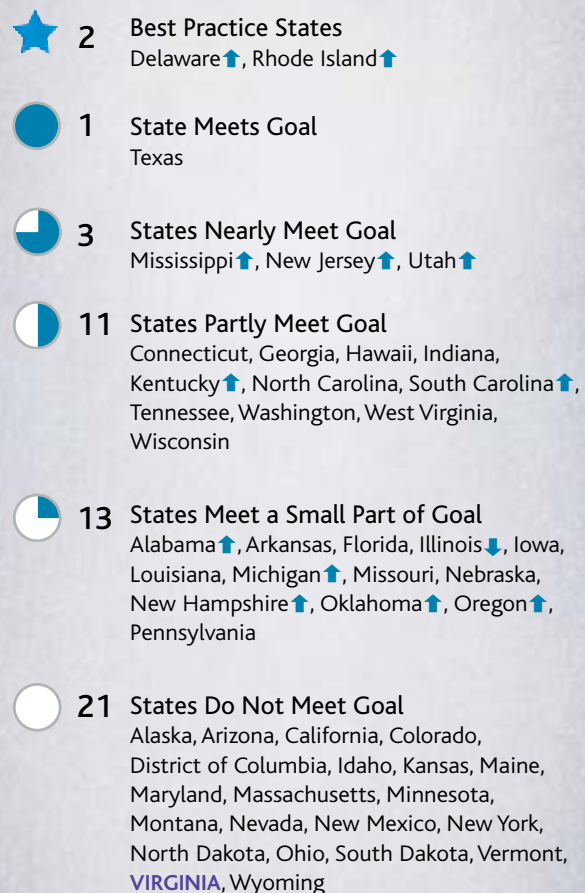 2 Best Practice States
Delaware⬆, Rhode Island⬆
1 State Meets Goal
Texas
3 States Nearly Meet Goal
Mississippi⬆, New Jersey⬆, Utah⬆
11 States Partly Meet Goal
Connecticut, Georgia, Hawaii, Indiana,
Kentucky⬆, North Carolina, South Carolina⬆,
Tennessee, Washington, West Virginia,
Wisconsin
13 States Meet a Small Part of Goal
Alabama⬆, Arkansas, Florida, Illinois⬇, Iowa,
Louisiana, Michigan⬆, Missouri, Nebraska,
New Hampshire⬆, Oklahoma⬆, Oregon⬆,
Pennsylvania
21 States Do Not Meet Goal
Alaska, Arizona, California, Colorado,
District of Columbia, Idaho, Kansas, Maine,
Maryland, Massachusetts, Minnesota,
Montana, Nevada, New Mexico, New York,
North Dakota, Ohio, South Dakota, Vermont,
VIRGINIA, Wyoming